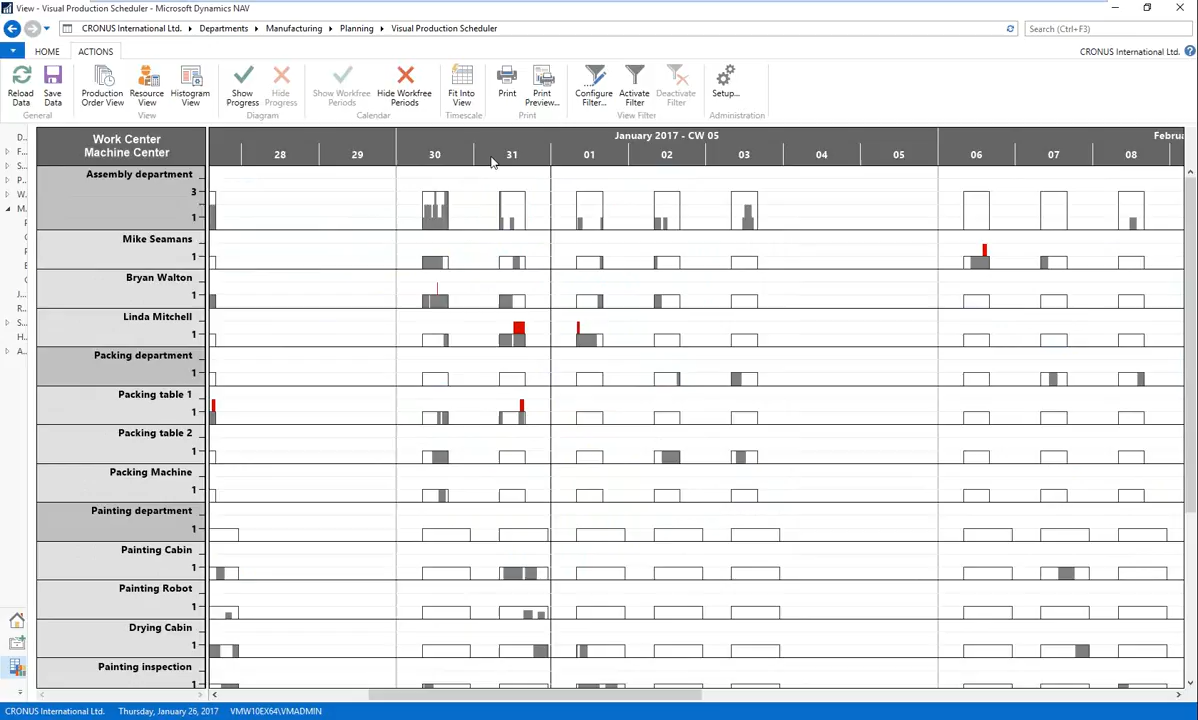 View - Visual Production Scheduler - Microsoft Dynamics NAV
CRONUS International Ltd. Departments Manufacturing Planning Visual Production Scheduler
Search (Ctrl+F3)
HOME ACTIONS
CRONUS International Ltd.
Reload Data
Save Data
Production Order View
Resource View
Histogram View
Show Progress
Hide Progress
Show Workfree Periods
Hide Workfree Periods
Fit Into View
Print
Print Preview...
Configure Filter...
Activate Filter
Deactivate Filter
Setup...
General View Diagram Calendar Timescale Print View Filter Administration
Work Center
Machine Center
January 2017 - CW 05
Februa
28 29 30 31 01 02 03 04 05 06 07 08
D..
F...
S...
P...
W..
M..
J...
R..
S...
H..
A...
Assembly department
3
1
Mike Seamans
1
Bryan Walton
1
Linda Mitchell
1
Packing department
1
Packing table 1
1
Packing table 2
1
Packing Machine
1
Painting department
1
Painting Cabin
1
Painting Robot
1
Drying Cabin
1
Painting inspection
1
CRONUS International Ltd. Thursday, January 26, 2017 VMW10EX64\VMADMIN